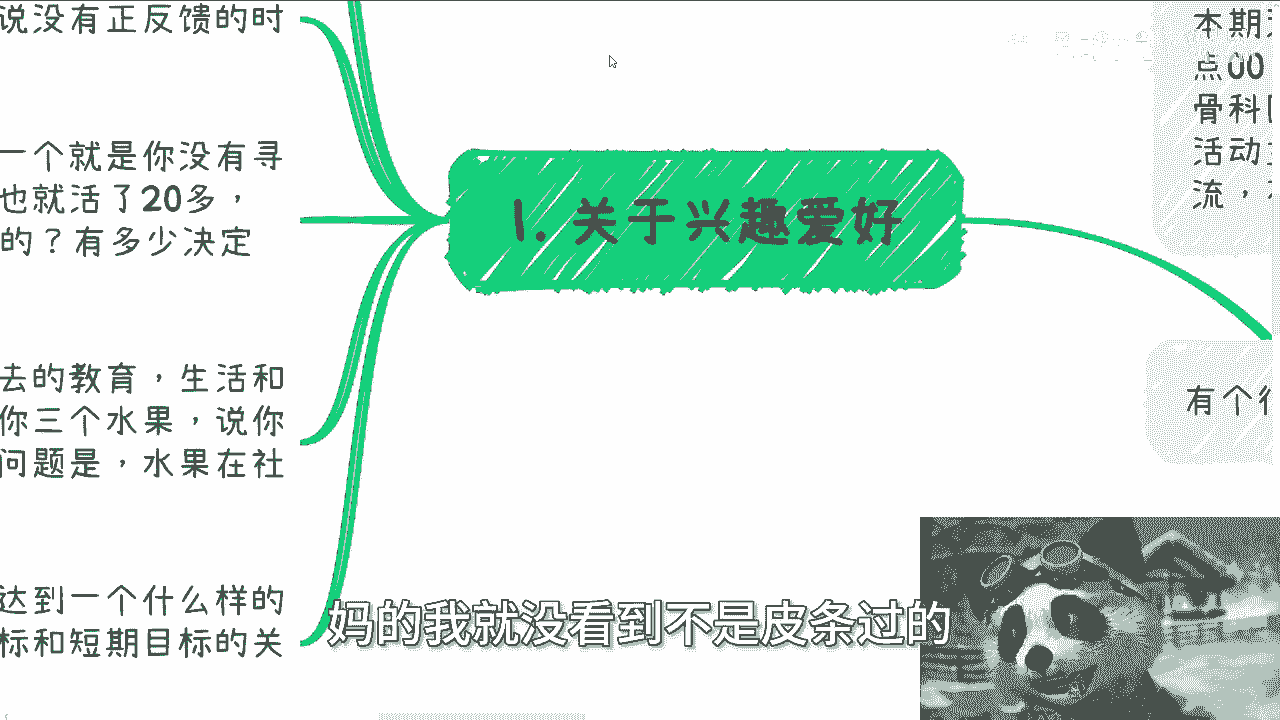 说没有正反馈的时
一个就是你没有寻
也就活了20多，
的？有多少决定
去的教育，生活和
你三个水果，说你
问题是，水果在社
达到一个什么样的
标和短期目标的关
1. 关于兴趣爱好
本期
点00
骨科
活动
流，
有个
妈的我就没看到不是皮条过的